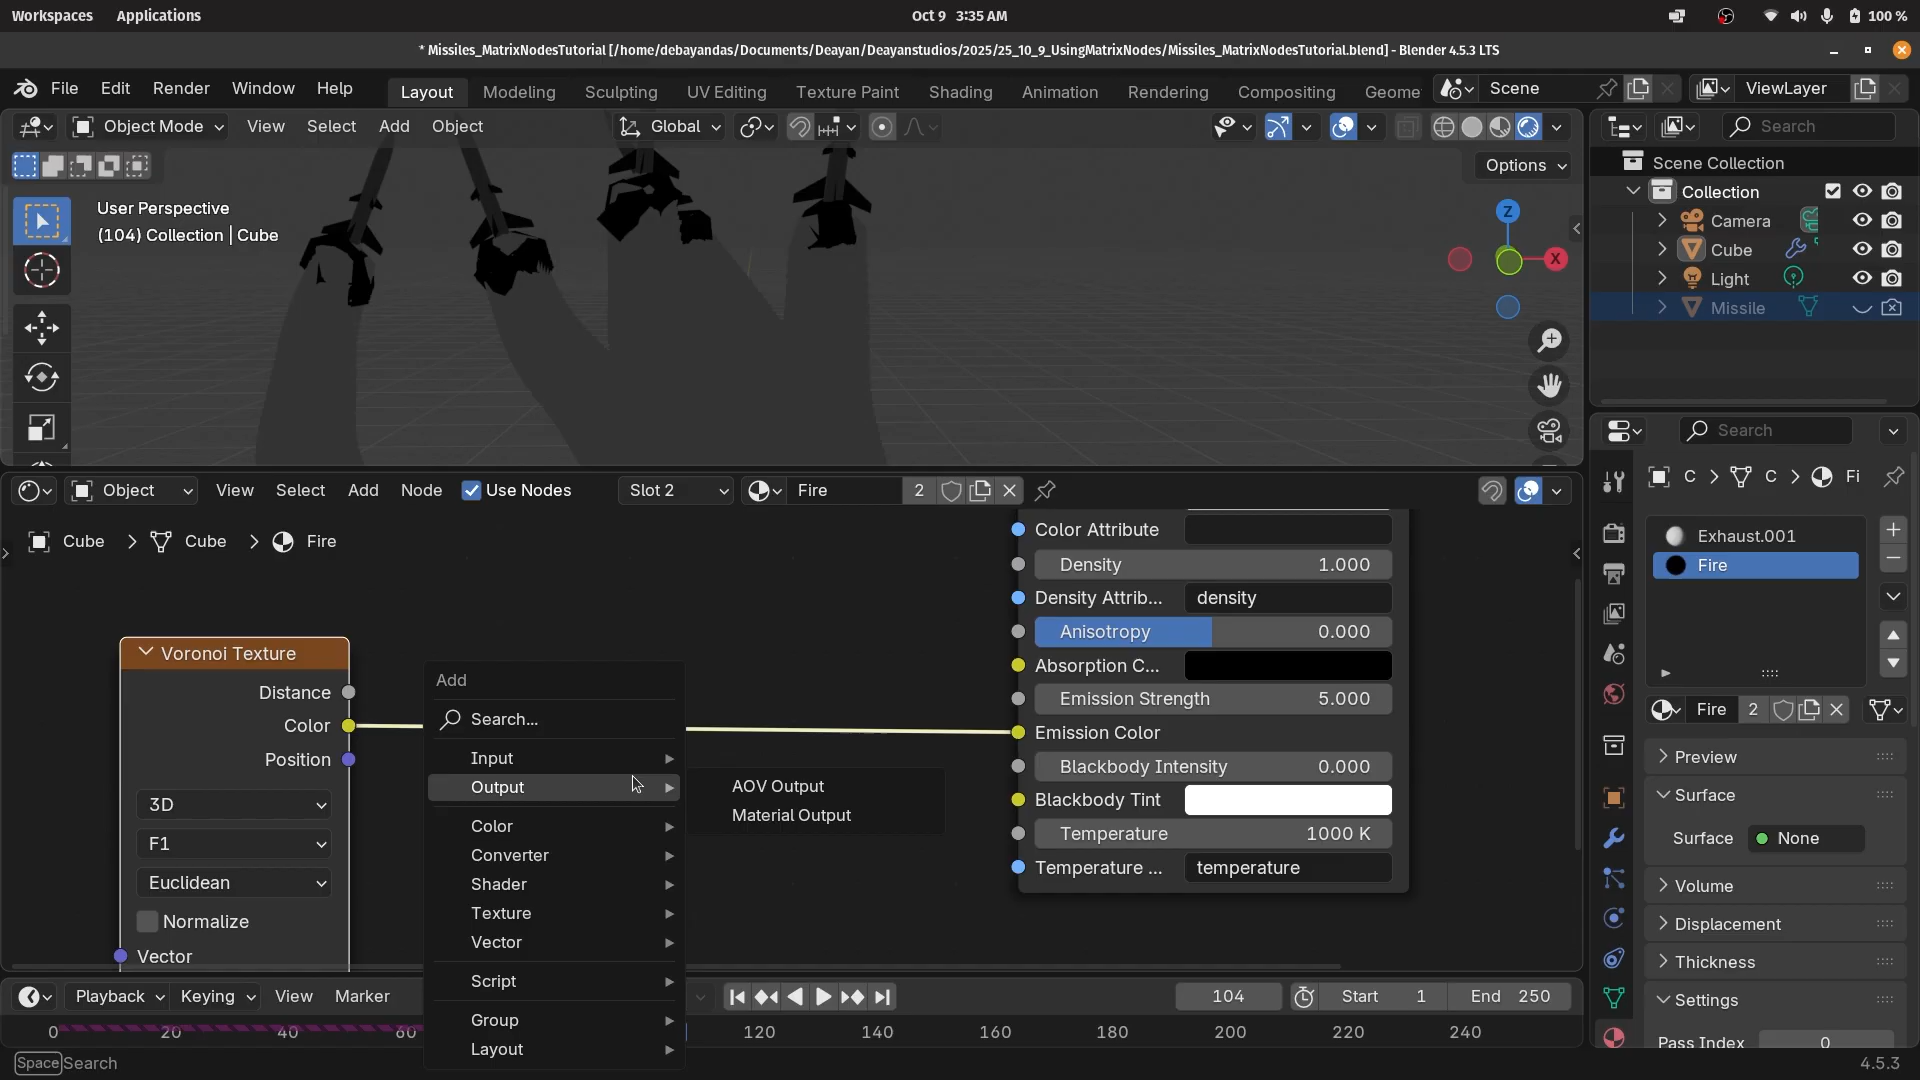 Workspaces Applications Oct 9 3:35 AM 100 %
* Missiles_MatrixNodesTutorial [/home/debayandas/Documents/Deayan/Deayanstudios/2025/25_10_9_UsingMatrixNodes/Missiles_MatrixNodesTutorial.blend] - Blender 4.5.3 LTS
File Edit Render Window Help Layout Modeling Sculpting UV Editing Texture Paint Shading Animation Rendering Compositing Geome Scene ViewLayer
Object Mode View Select Add Object Global Search
Options
User Perspective
(104) Collection | Cube
Z
X
Scene Collection
Collection
Camera
Cube
Light
Missile
Object View Select Add Node Use Nodes Slot 2 Fire 2
Cube > Cube > Fire
Voronoi Texture
Distance
Color
Position
3D
F1
Euclidean
Normalize
Vector
Add
Search...
Input
Output
Color
Converter
Shader
Texture
Vector
Script
Group
Layout
AOV Output
Material Output
Color Attribute
Density 1.000
Density Attrib... density
Anisotropy 0.000
Absorption C...
Emission Strength 5.000
Emission Color
Blackbody Intensity 0.000
Blackbody Tint
Temperature 1000 K
Temperature ... temperature
Search
C > C > Fi
Exhaust.001
Fire
Fire 2
Preview
Surface
Surface None
Volume
Displacement
Thickness
Settings
Pass Index 0
Playback Keying View Marker 104 Start 1 End 250
0 20 40 60 120 140 160 180 200 220 240
Space Search 4.5.3